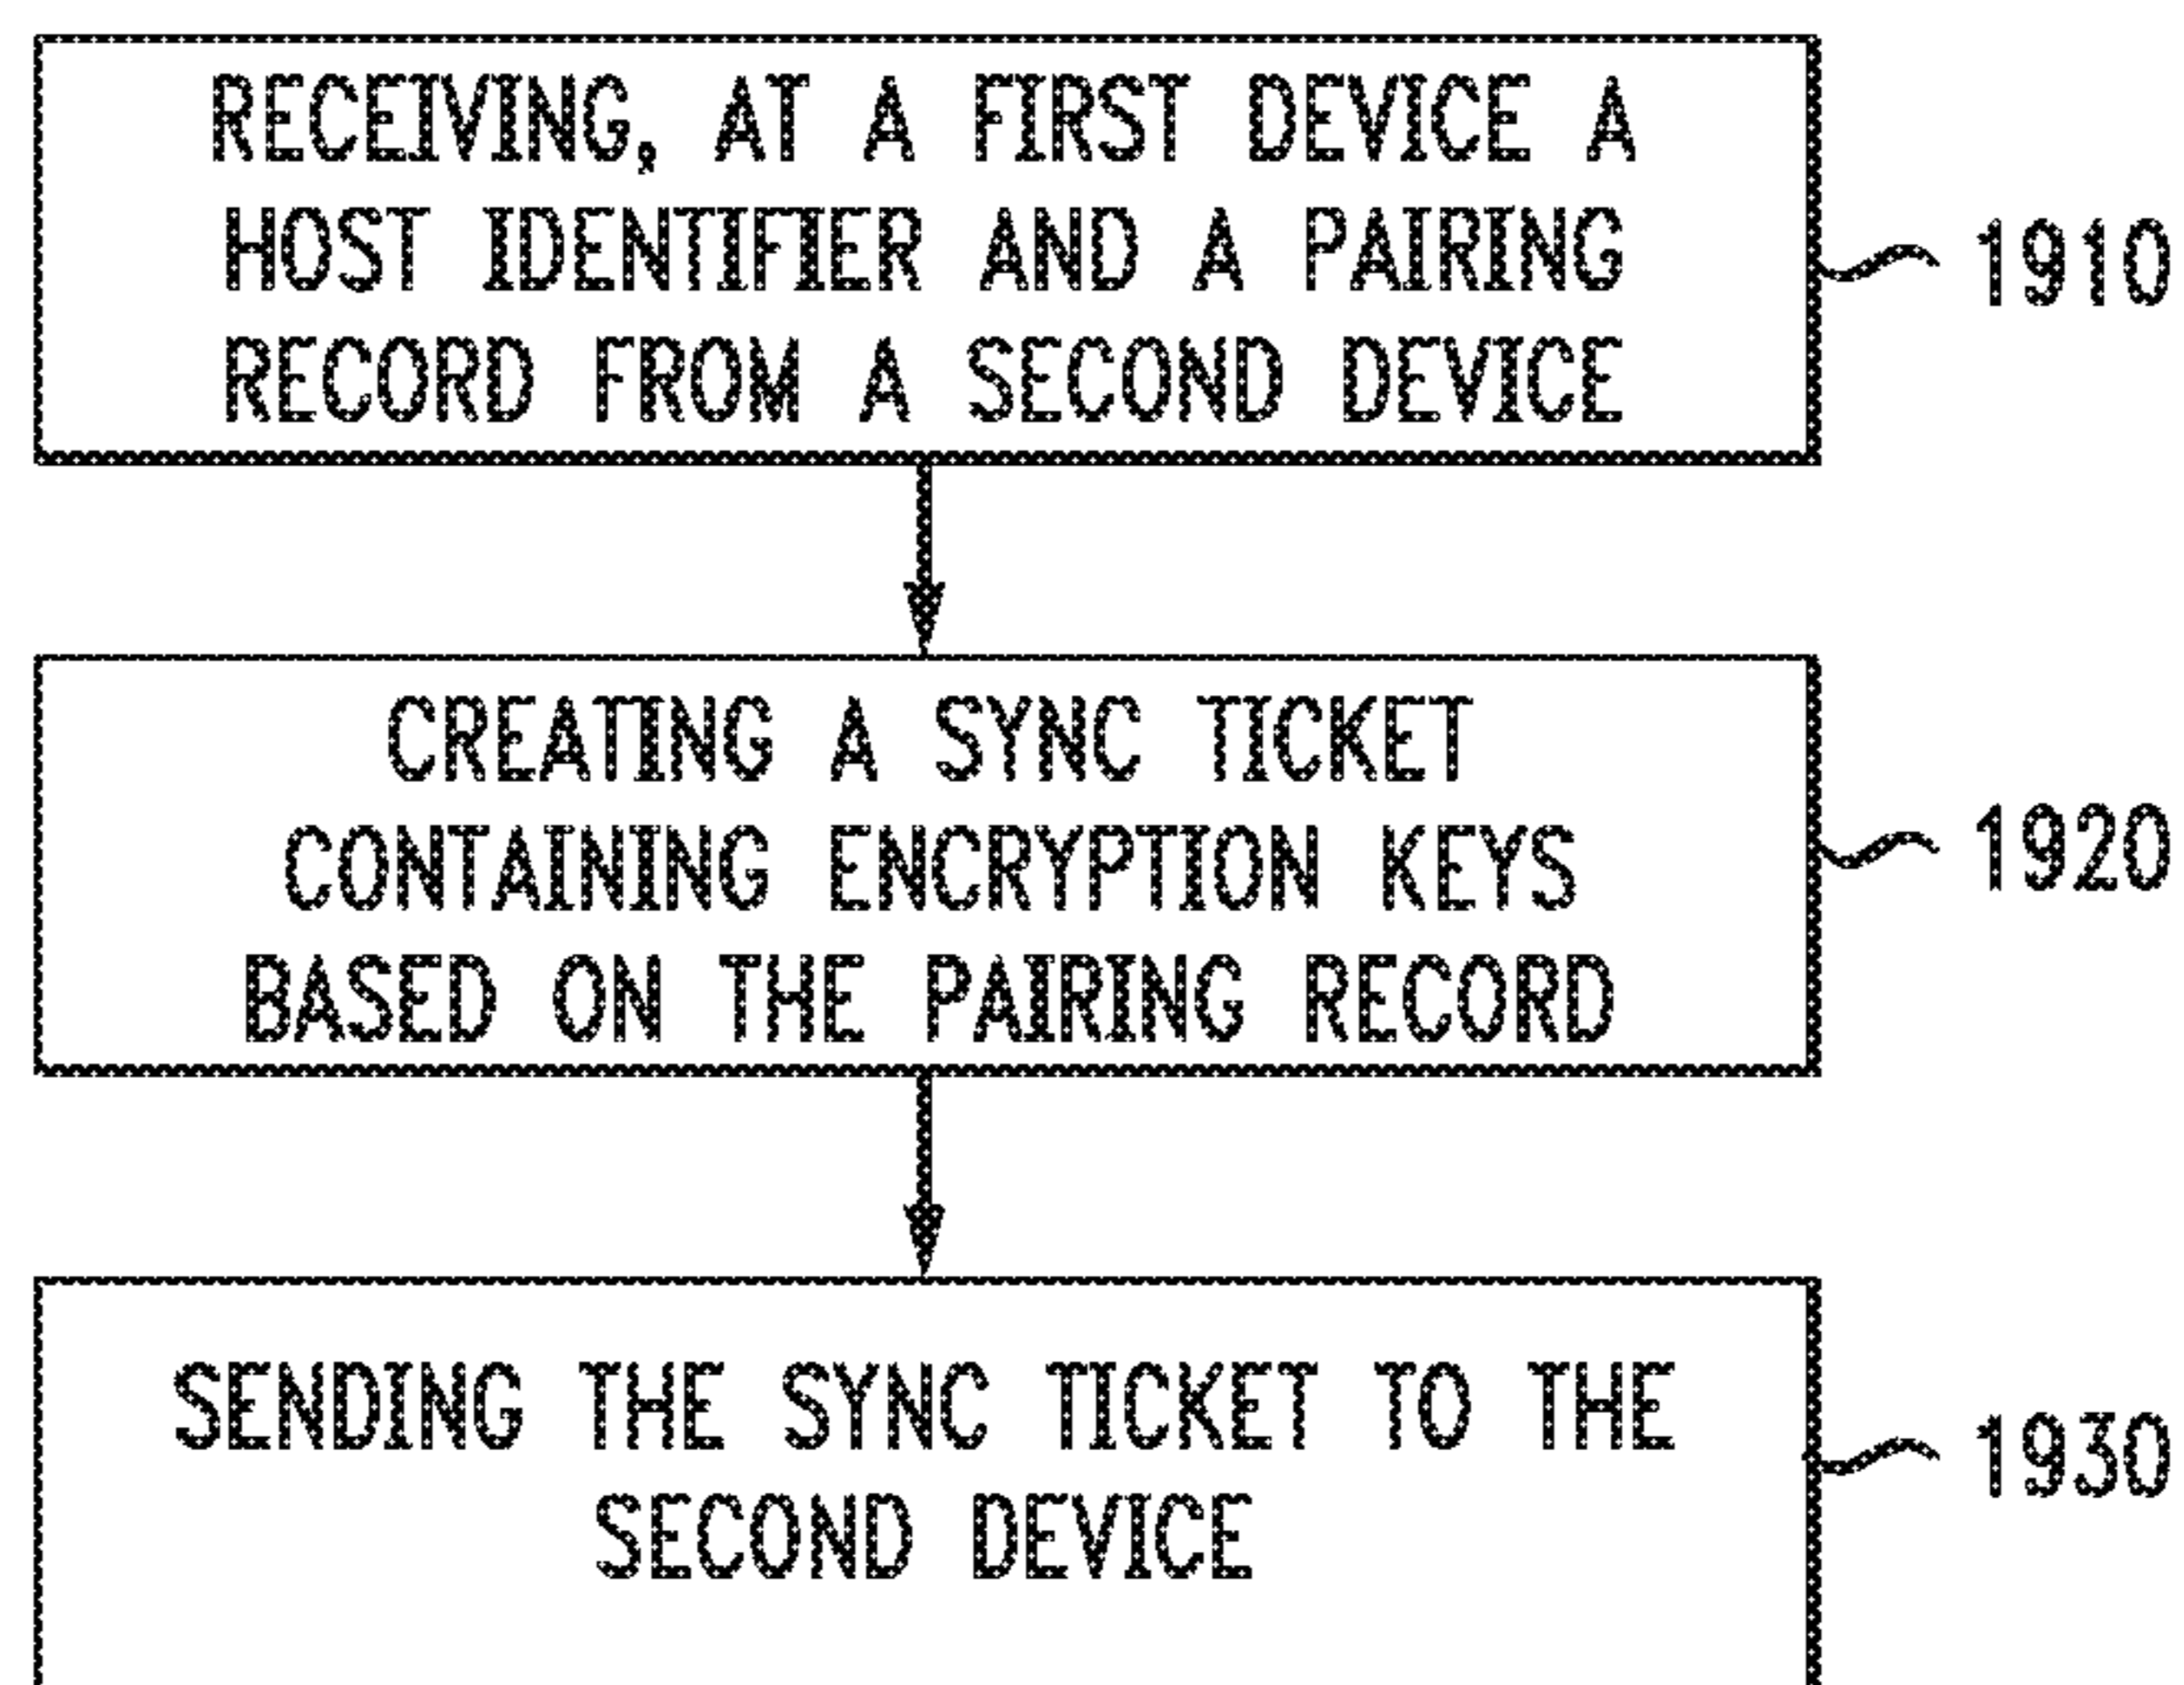 RECEIVING, AT A FIRST DEVICE A
HOST IDENTIFIER AND A PAIRING
RECORD FROM A SECOND DEVICE
1910
CREATING A SYNC TICKET
CONTAINING ENCRYPTION KEYS
BASED ON THE PAIRING RECORD
1920
SENDING THE SYNC TICKET TO THE
SECOND DEVICE
1930